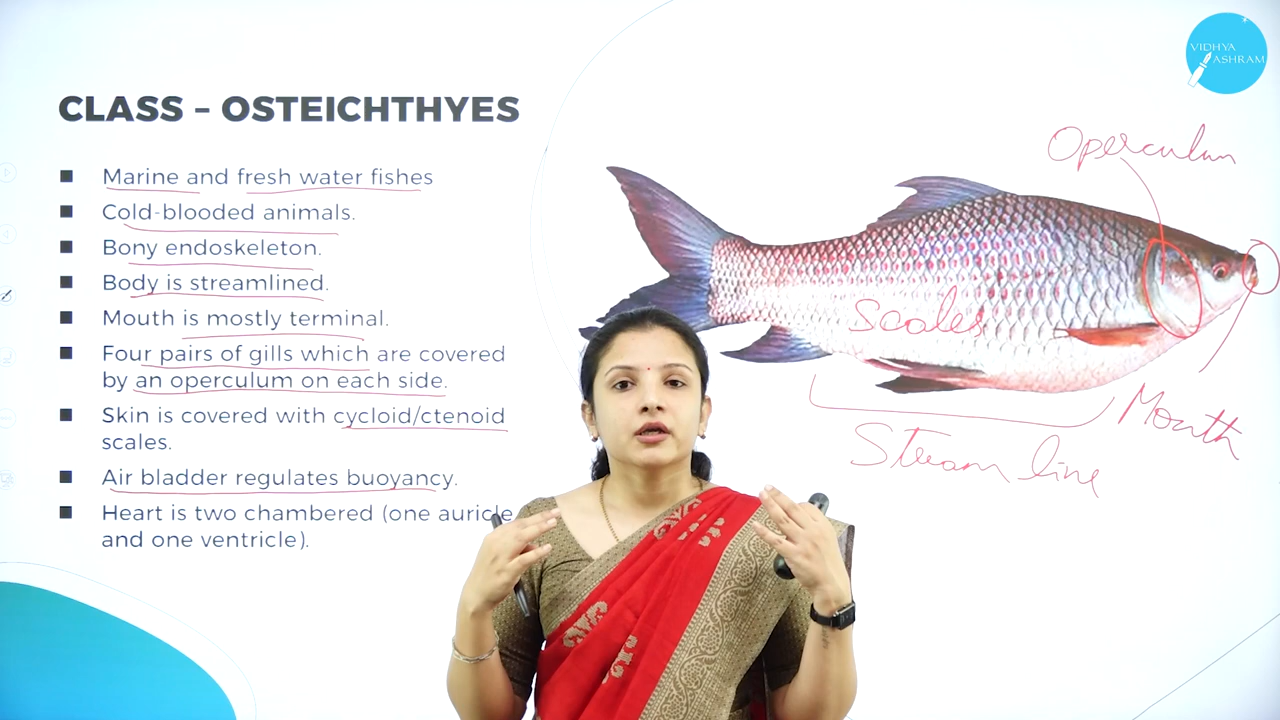 VIDHYA
ASHRAM
CLASS – OSTEICHTHYES
Marine and fresh water fishes
Cold-blooded animals.
Bony endoskeleton.
Body is streamlined.
Mouth is mostly terminal.
Four pairs of gills which are covered
by an operculum on each side.
Skin is covered with cycloid/ctenoid
scales.
Air bladder regulates buoyancy.
Heart is two chambered (one auricle
and one ventricle).
Operculum
Scales
Mouth
Stream line